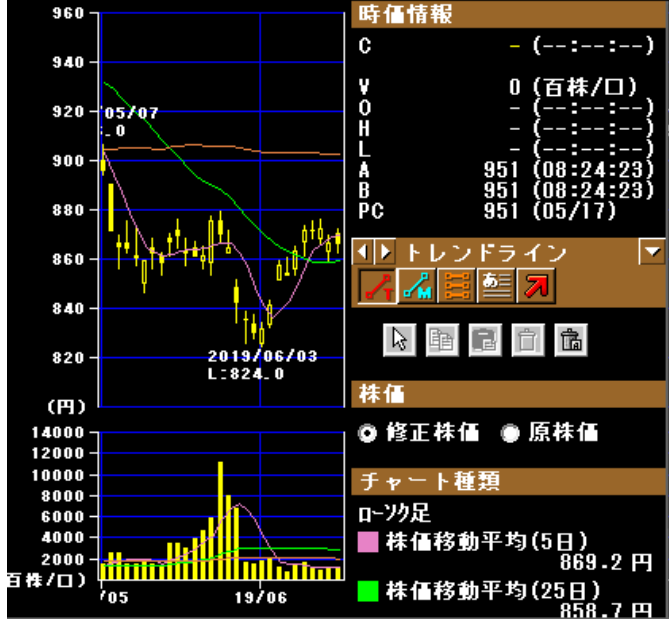 960
940
920
900
880
860
840
820
(円)
05/07
:.0
2019/06/03
L:824.0
14000
12000
10000
8000
6000
4000
2000
百株/口)
'05
19/06
時価情報
C - (--:--:--)
V 0 (百株/口)
O - (--:--:--)
H - (--:--:--)
L - (--:--:--)
A 951 (08:24:23)
B 951 (08:24:23)
PC 951 (05/17)
トレンドライン
T
M
あ
a
株価
修正株価 原株価
チャート種類
ローソク足
株価移動平均(5日)
869.2 円
株価移動平均(25日)
858.7 円